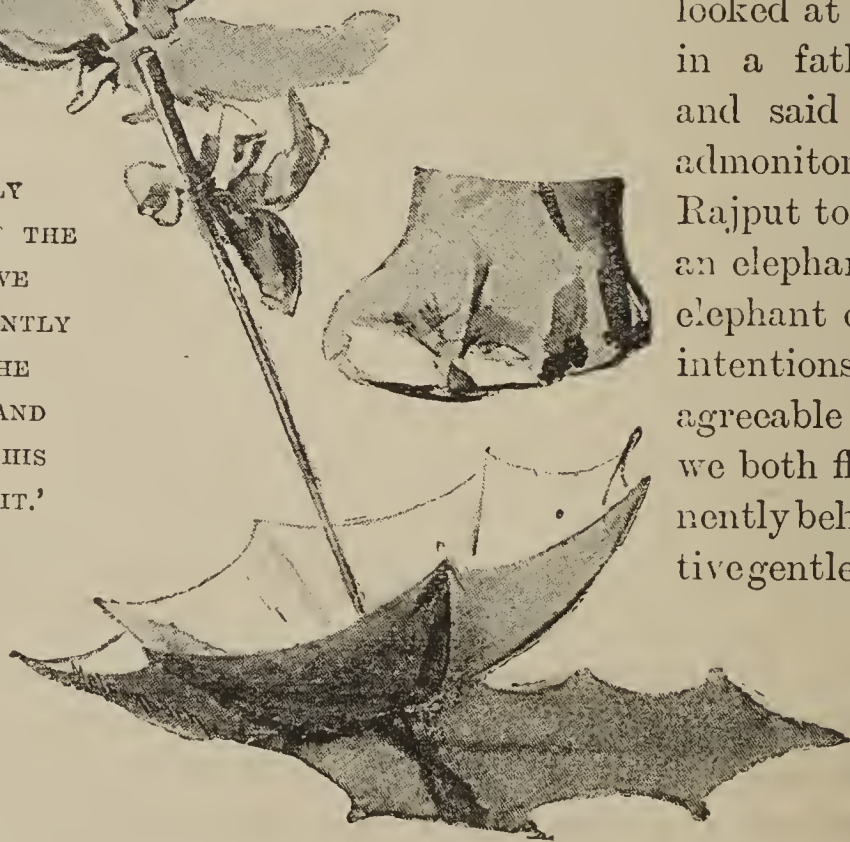 LY
THE
VE
NTLY
HE
AND
HIS
IT.'
looked at
in a fath
and said
admonitor
Rajput to
an elephan
elephant c
intentions
agreeable
we both fl
nently beh
tive gentle